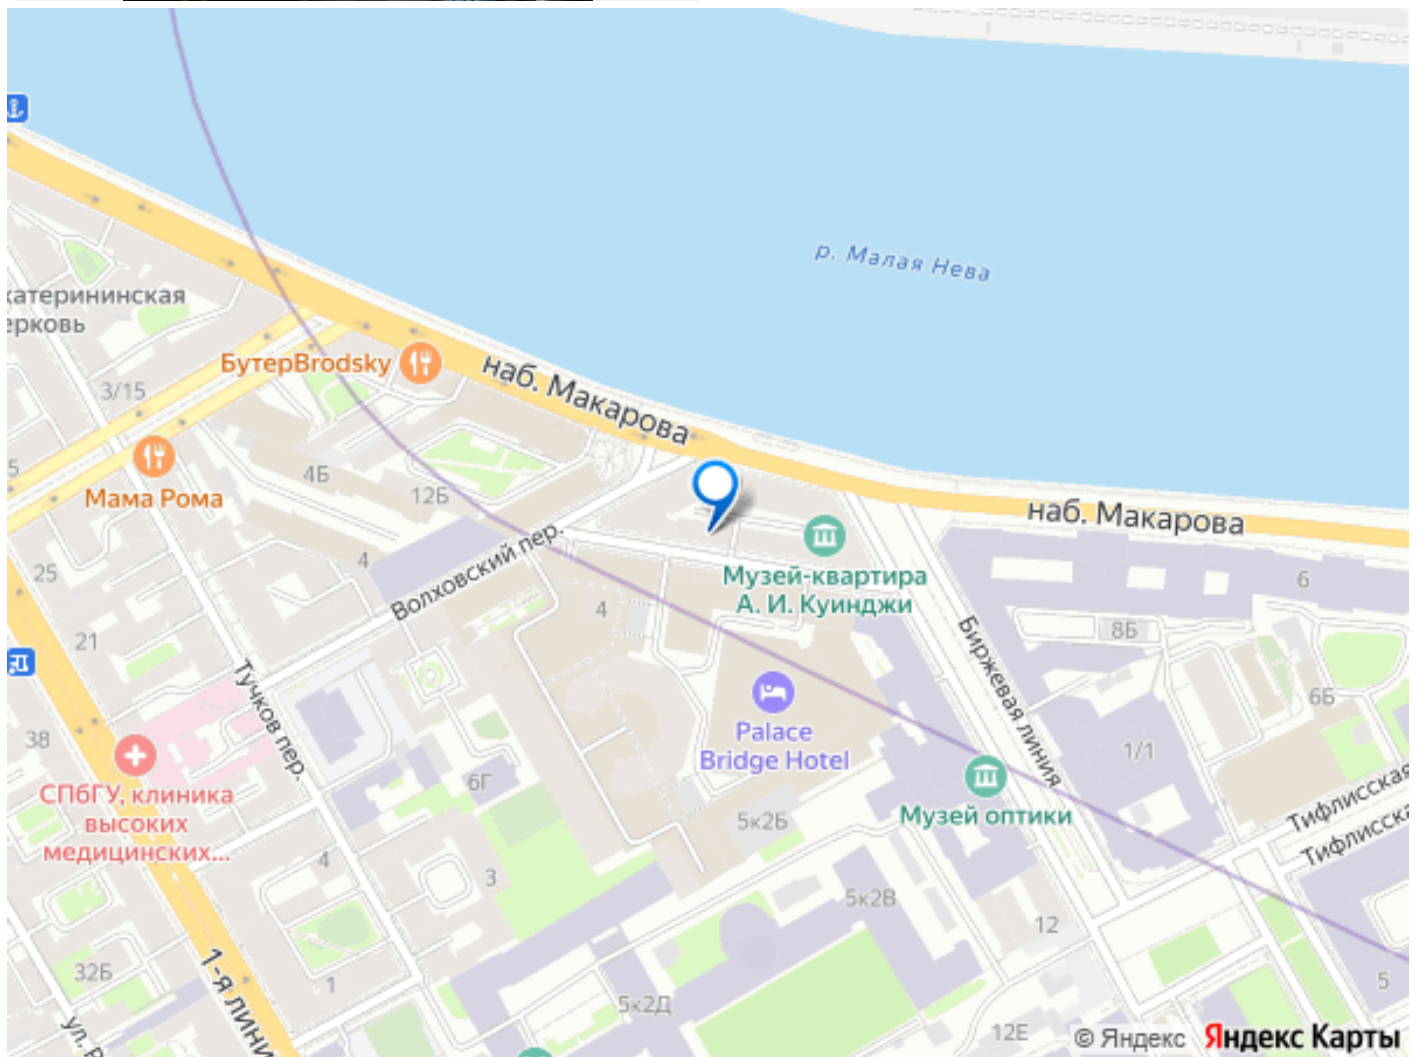 р. Малая Нева
катерининская
ерковь
БутерBrodsky
наб. Макарова
3/15
5
Мама Рома
4Б
12Б
наб. Макарова
Волховский пер.
4
Музей-квартира
А. И. Куинджи
25
4
6
8Б
21
Биржевая линия
Тучков пер.
6Б
38
Palace
Bridge Hotel
1/1
6Г
СПбГУ, клиника
высоких
медицинских...
Музей оптики
5к2Б
Тифлисская
Тифлисска
4
3
5к2В
12
32Б
1
1-я лини
5к2Д
5
12Е
ул. Р
© Яндекс Яндекс Карты